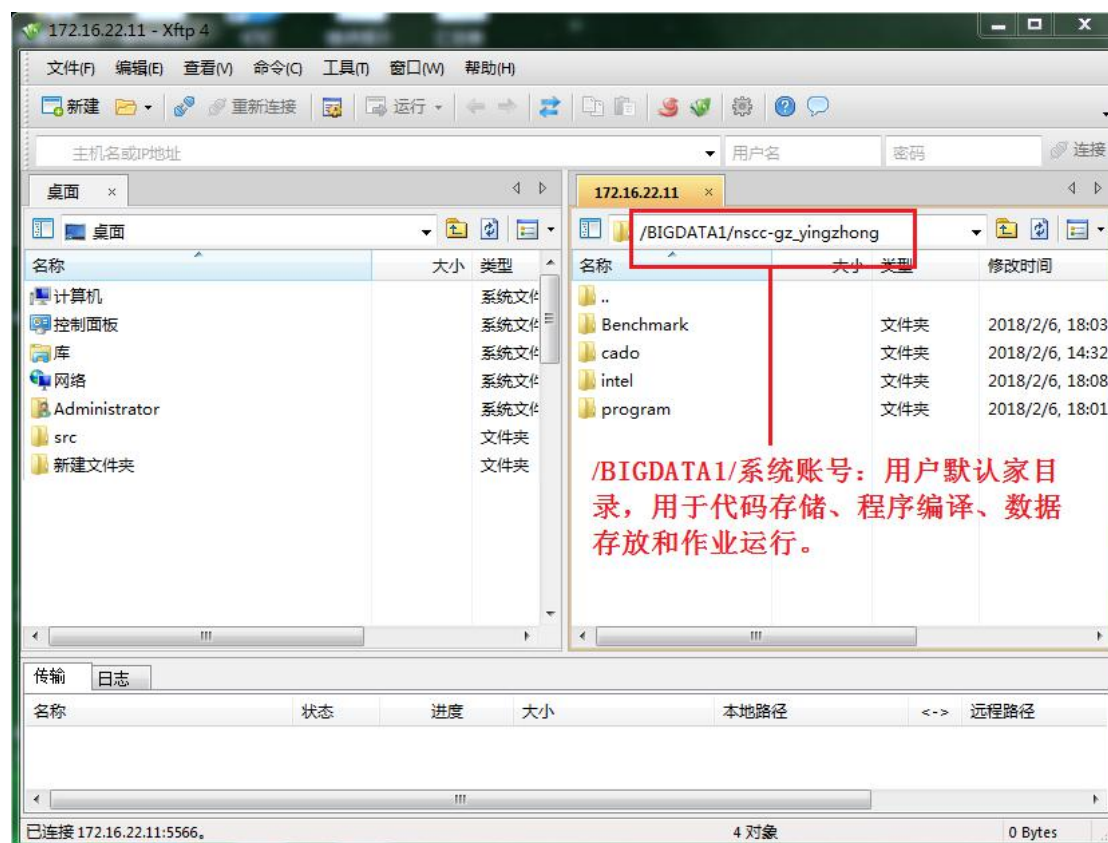 172.16.22.11 - Xftp 4
文件(F) 编辑(E) 查看(V) 命令(C) 工具(T) 窗口(W) 帮助(H)
新建 重新连接 运行
主机名或IP地址 用户名 密码 连接
桌面 × 172.16.22.11 ×
桌面 /BIGDATA1/nscc-gz_yingzhong
名称 大小 类型 名称 大小 类型 修改时间
计算机 系统文件 ..
控制面板 系统文件 Benchmark 文件夹 2018/2/6, 18:03
库 系统文件 cado 文件夹 2018/2/6, 14:32
网络 系统文件 intel 文件夹 2018/2/6, 18:08
Administrator 系统文件 program 文件夹 2018/2/6, 18:01
src 文件夹
新建文件夹 文件夹
/BIGDATA1/系统账号：用户默认家目
录，用于代码存储、程序编译、数据
存放和作业运行。
传输 日志
名称 状态 进度 大小 本地路径 <-> 远程路径
已连接 172.16.22.11:5566。 4 对象 0 Bytes